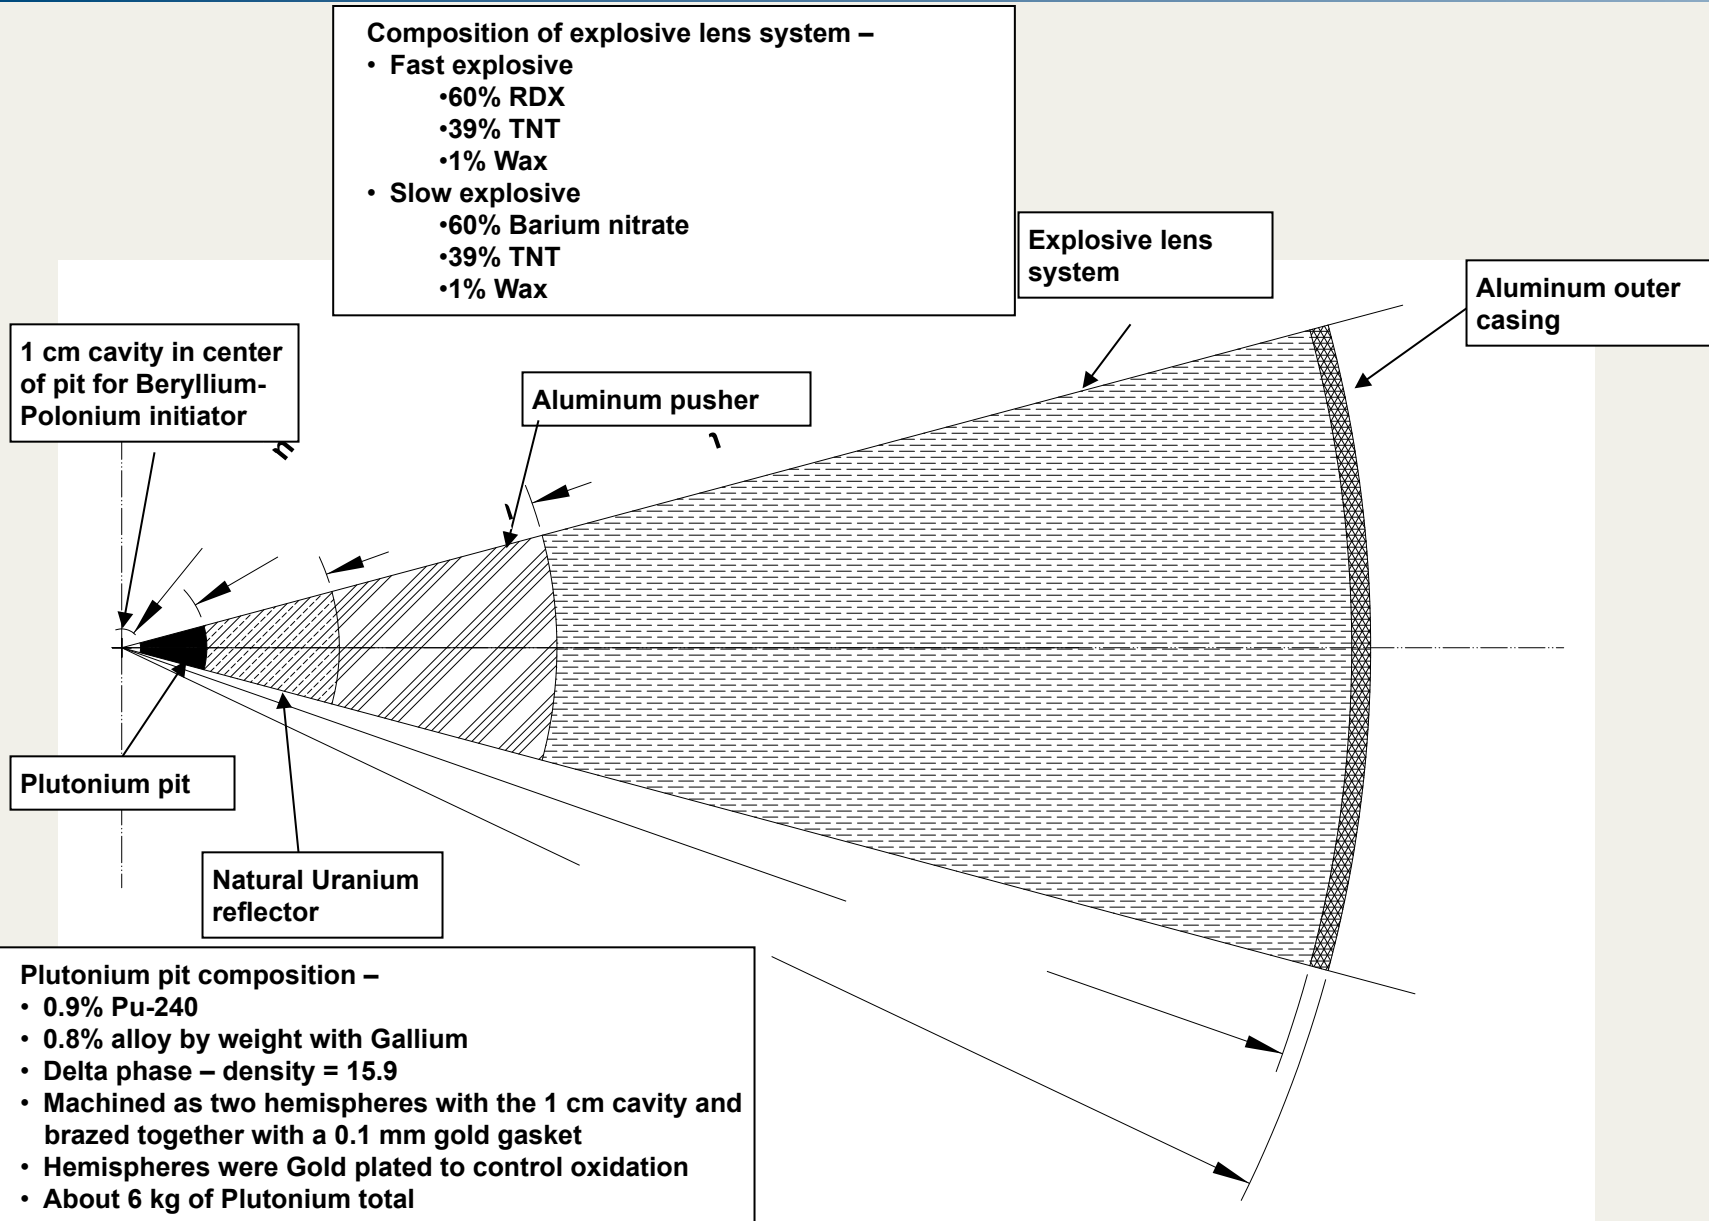 Composition of explosive lens system –
• Fast explosive
•60% RDX
•39% TNT
•1% Wax
• Slow explosive
•60% Barium nitrate
•39% TNT
•1% Wax
Explosive lens
system
Aluminum outer
casing
1 cm cavity in center
of pit for Beryllium-
Polonium initiator
Aluminum pusher
Plutonium pit
Natural Uranium
reflector
Plutonium pit composition –
• 0.9% Pu-240
• 0.8% alloy by weight with Gallium
• Delta phase – density = 15.9
• Machined as two hemispheres with the 1 cm cavity and
brazed together with a 0.1 mm gold gasket
• Hemispheres were Gold plated to control oxidation
• About 6 kg of Plutonium total